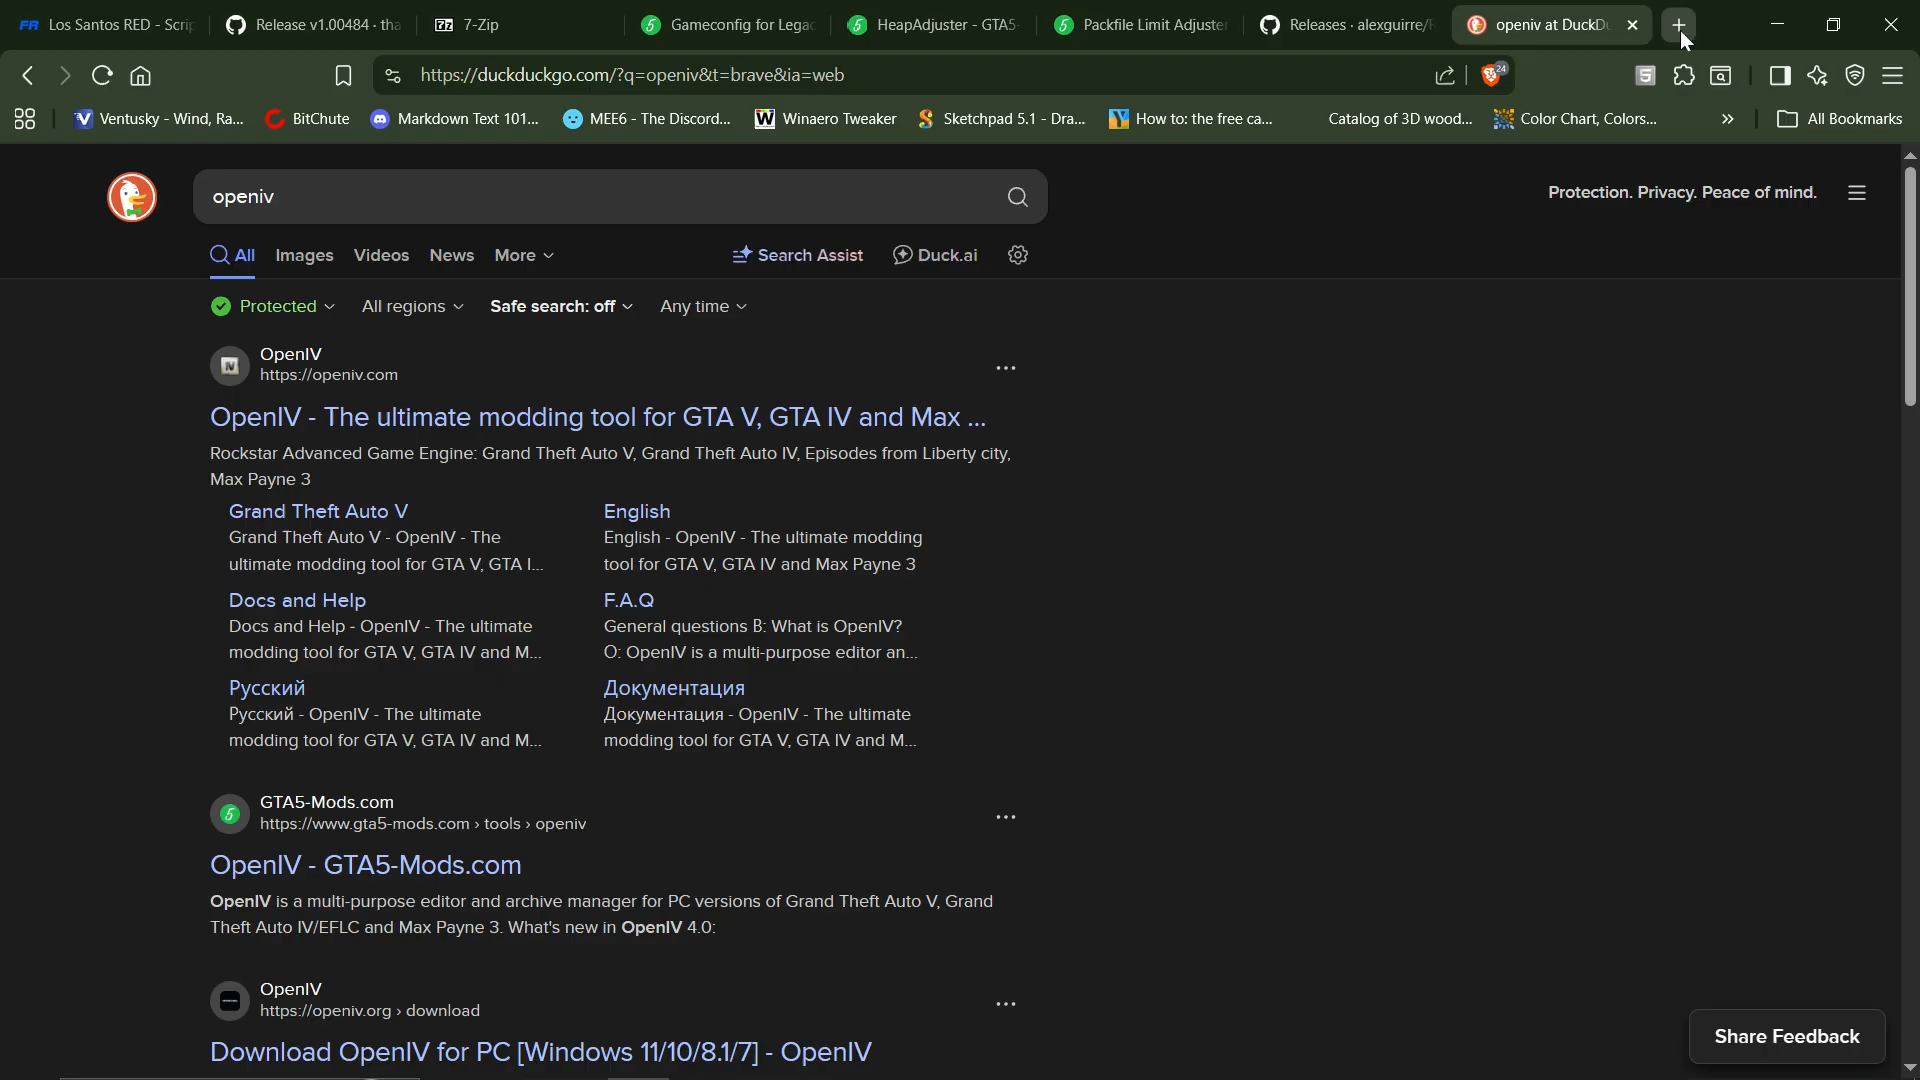 Los Santos RED - Scrip
Release v1.00484 · tha
7-Zip
Gameconfig for Legac
HeapAdjuster - GTA5-
Packfile Limit Adjuster
Releases · alexguirre/R
openiv at DuckDu
https://duckduckgo.com/?q=openiv&t=brave&ia=web
24
Ventusky - Wind, Ra...
BitChute
Markdown Text 101...
MEE6 - The Discord...
Winaero Tweaker
Sketchpad 5.1 - Dra...
How to: the free ca...
Catalog of 3D wood...
Color Chart, Colors...
»
All Bookmarks
openiv
Protection. Privacy. Peace of mind.
All
Images
Videos
News
More
Search Assist
Duck.ai
Protected
All regions
Safe search: off
Any time
OpenIV
https://openiv.com
OpenIV - The ultimate modding tool for GTA V, GTA IV and Max ...
Rockstar Advanced Game Engine: Grand Theft Auto V, Grand Theft Auto IV, Episodes from Liberty city,
Max Payne 3
Grand Theft Auto V
Grand Theft Auto V - OpenIV - The
ultimate modding tool for GTA V, GTA I...
English
English - OpenIV - The ultimate modding
tool for GTA V, GTA IV and Max Payne 3
Docs and Help
Docs and Help - OpenIV - The ultimate
modding tool for GTA V, GTA IV and M...
F.A.Q
General questions В: What is OpenIV?
О: OpenIV is a multi-purpose editor an...
Русский
Русский - OpenIV - The ultimate
modding tool for GTA V, GTA IV and M...
Документация
Документация - OpenIV - The ultimate
modding tool for GTA V, GTA IV and M...
GTA5-Mods.com
https://www.gta5-mods.com › tools › openiv
OpenIV - GTA5-Mods.com
OpenIV is a multi-purpose editor and archive manager for PC versions of Grand Theft Auto V, Grand
Theft Auto IV/EFLC and Max Payne 3. What's new in OpenIV 4.0:
OpenIV
https://openiv.org › download
Download OpenIV for PC [Windows 11/10/8.1/7] - OpenIV
Share Feedback